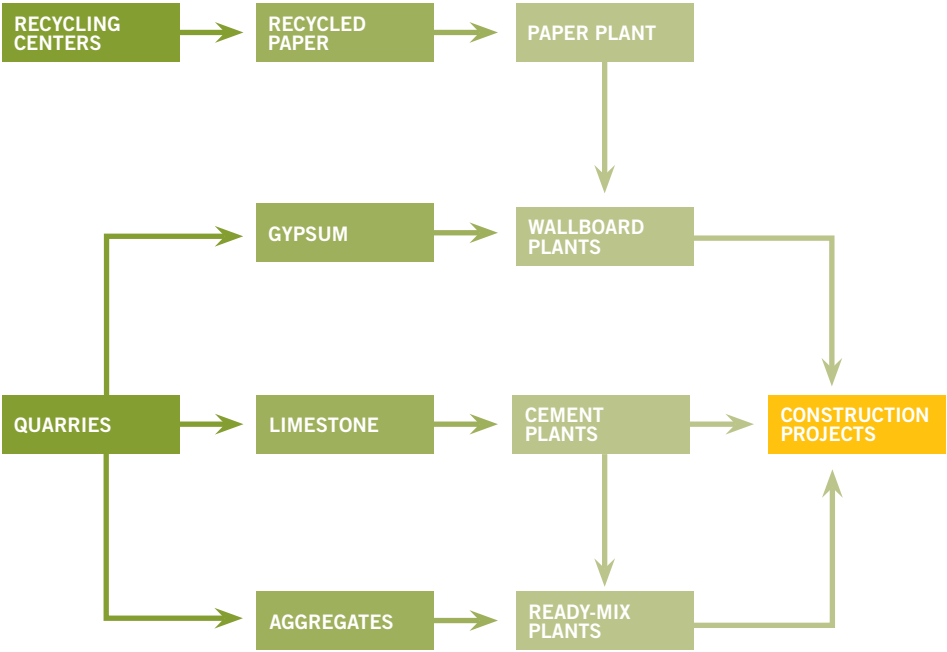 RECYCLING
CENTERS
RECYCLED
PAPER
PAPER PLANT
GYPSUM
WALLBOARD
PLANTS
QUARRIES
LIMESTONE
CEMENT
PLANTS
CONSTRUCTION
PROJECTS
AGGREGATES
READY-MIX
PLANTS